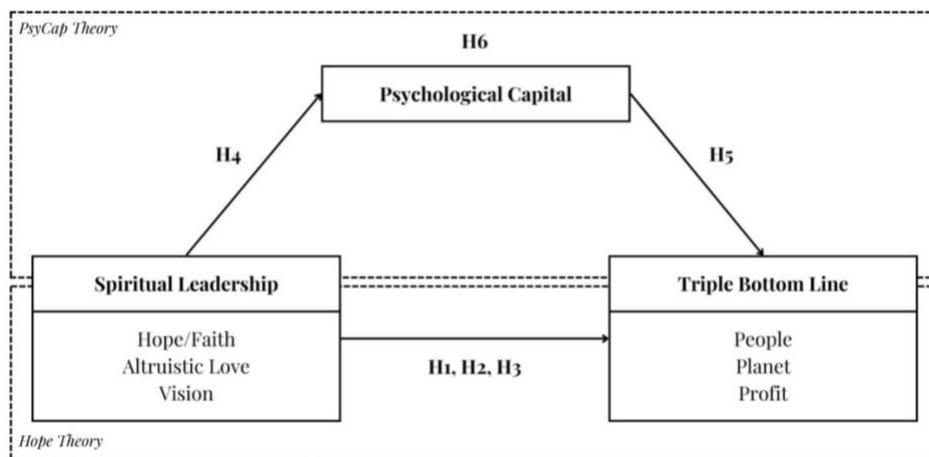 PsyCap Theory
H6
Psychological Capital
H4
H5
Spiritual Leadership
Triple Bottom Line
Hope/Faith
Altruistic Love
Vision
H1, H2, H3
People
Planet
Profit
Hope Theory